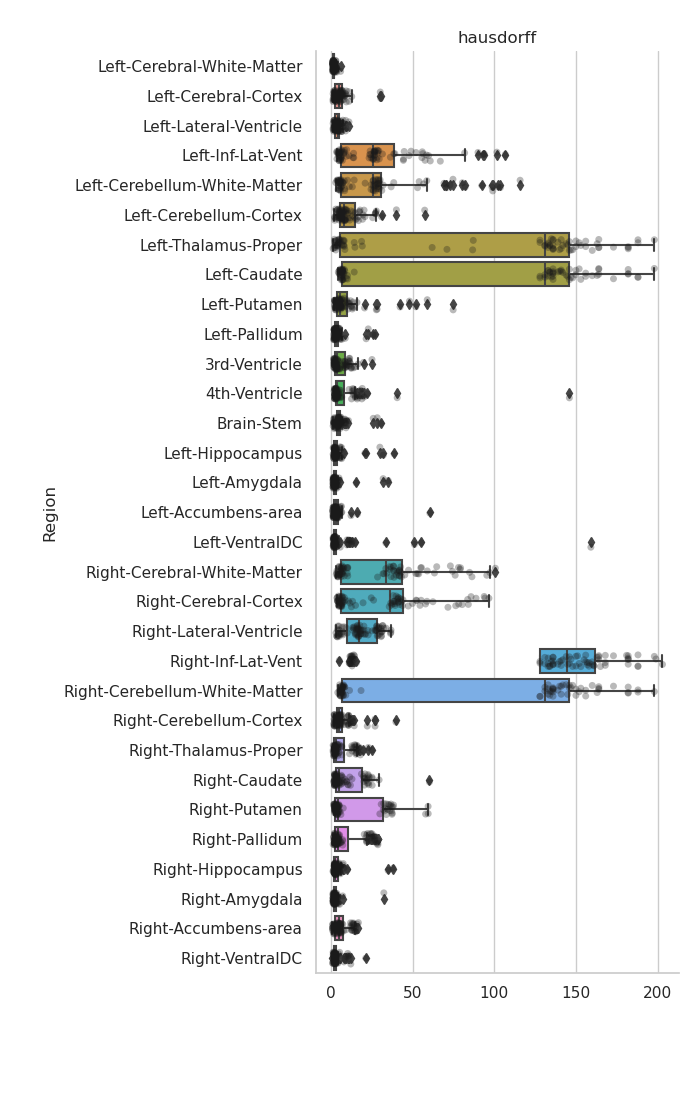 hausdorff
Left-Cerebral-White-Matter
Left-Cerebral-Cortex
Left-Lateral-Ventricle
Left-Inf-Lat-Vent
Left-Cerebellum-White-Matter
Left-Cerebellum-Cortex
Left-Thalamus-Proper
Left-Caudate
Left-Putamen
Left-Pallidum
3rd-Ventricle
4th-Ventricle
Brain-Stem
Left-Hippocampus
Left-Amygdala
Left-Accumbens-area
Left-VentralDC
Right-Cerebral-White-Matter
Right-Cerebral-Cortex
Right-Lateral-Ventricle
Right-Inf-Lat-Vent
Right-Cerebellum-White-Matter
Right-Cerebellum-Cortex
Right-Thalamus-Proper
Right-Caudate
Right-Putamen
Right-Pallidum
Right-Hippocampus
Right-Amygdala
Right-Accumbens-area
Right-VentralDC
Region
0 50 100 150 200